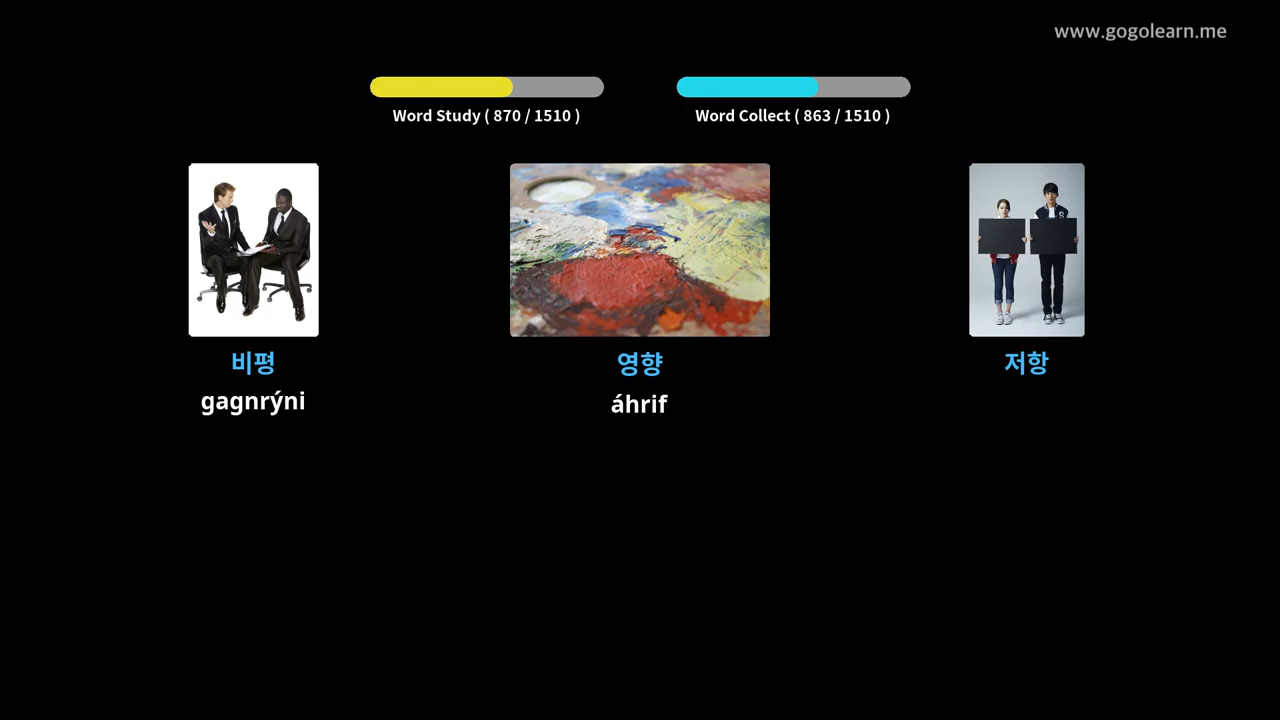 www.gogolearn.me
Word Study ( 870 / 1510 )
Word Collect ( 863 / 1510 )
비평
영향
저항
gagnrýni
áhrif